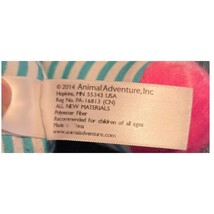 © 2014 Animal Adventure, Inc
Hopkins, MN 55343 USA
Reg No. PA-16813 (CN)
ALL NEW MATERIALS
Polyester Fiber
Recommended for children of all ages
Made
www.animaladventure.com